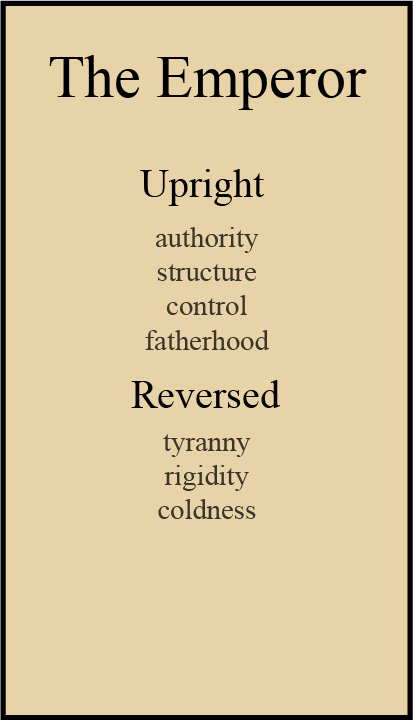 The Emperor
Upright
authority
structure
control
fatherhood
Reversed
tyranny
rigidity
coldness